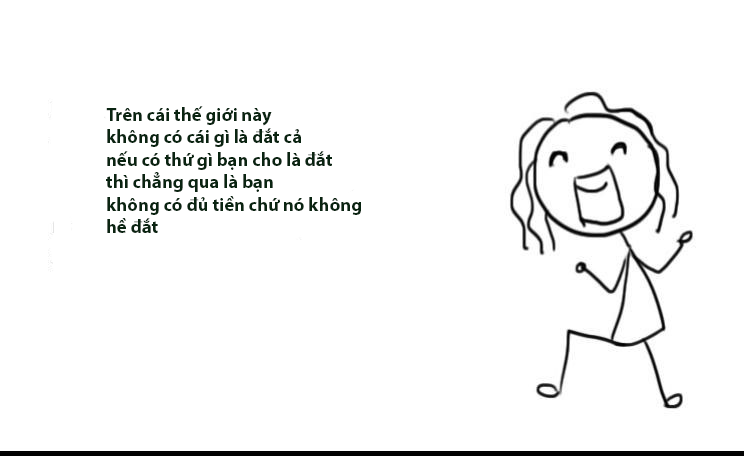 Trên cái thế giới này
không có cái gì là đắt cả
nếu có thứ gì bạn cho là đắt
thì chẳng qua là bạn
không có đủ tiền chứ nó không
hề đắt